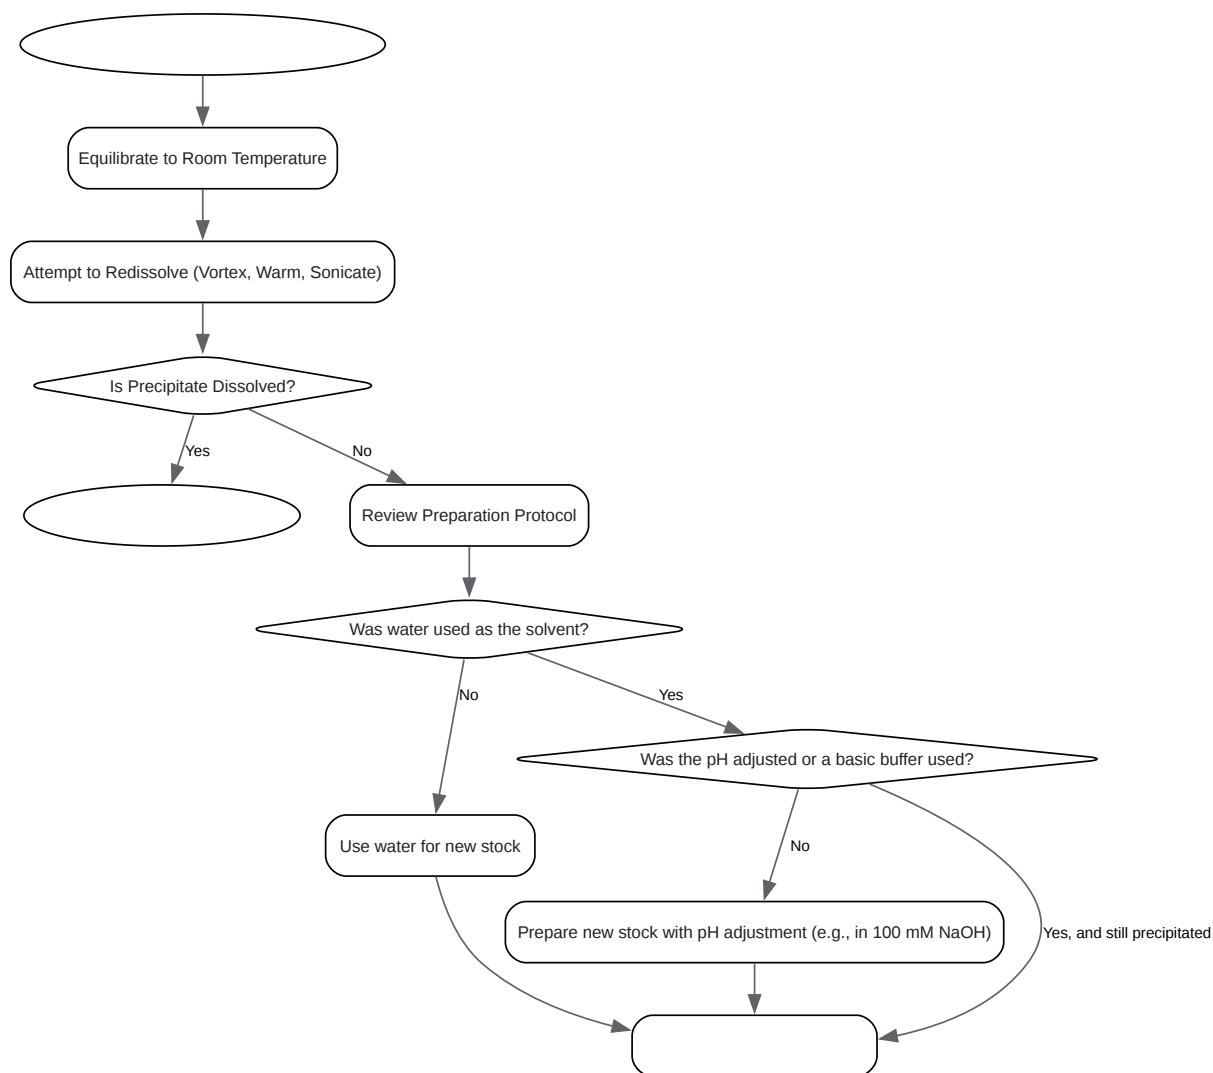 Equilibrate to Room Temperature
Attempt to Redissolve (Vortex, Warm, Sonicate)
Is Precipitate Dissolved?
Yes
No
Review Preparation Protocol
Was water used as the solvent?
No
Yes
Was the pH adjusted or a basic buffer used?
Use water for new stock
No
Prepare new stock with pH adjustment (e.g., in 100 mM NaOH)
Yes, and still precipitated